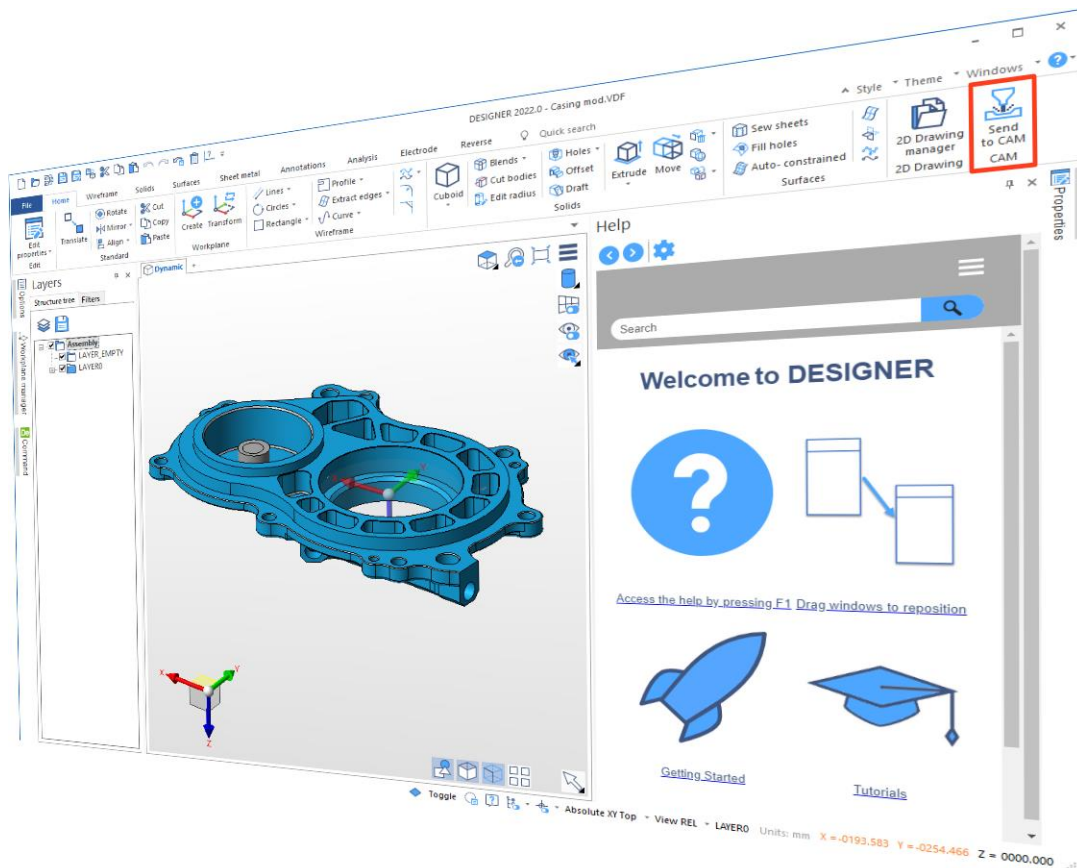 DESIGNER 2022.0 - Casing mod.VDF
Style
Theme
Windows
?
File
Home
Wireframe
Solids
Surfaces
Sheet metal
Annotations
Analysis
Electrode
Reverse
Quick search
Edit properties
Edit
Translate
Rotate
Mirror
Align
Standard
Cut
Copy
Paste
Create
Transform
Workplane
Lines
Circles
Rectangle
Profile
Extract edges
Curve
Wireframe
Cuboid
Blends
Cut bodies
Edit radius
Holes
Offset
Draft
Solids
Extrude
Move
Sew sheets
Fill holes
Auto- constrained
Surfaces
2D Drawing manager
2D Drawing
Send to CAM
CAM
Options
Workplane manager
Command
Layers
Structure tree
Filters
Assembly
LAYER_EMPTY
LAYER0
Dynamic
X
Y
Z
Help
Search
Welcome to DESIGNER
?
Access the help by pressing F1
Drag windows to reposition
Getting Started
Tutorials
Properties
Toggle
Absolute XY Top
View REL
LAYER0
Units: mm
X =-0193.583
Y =-0254.466
Z = 0000.000